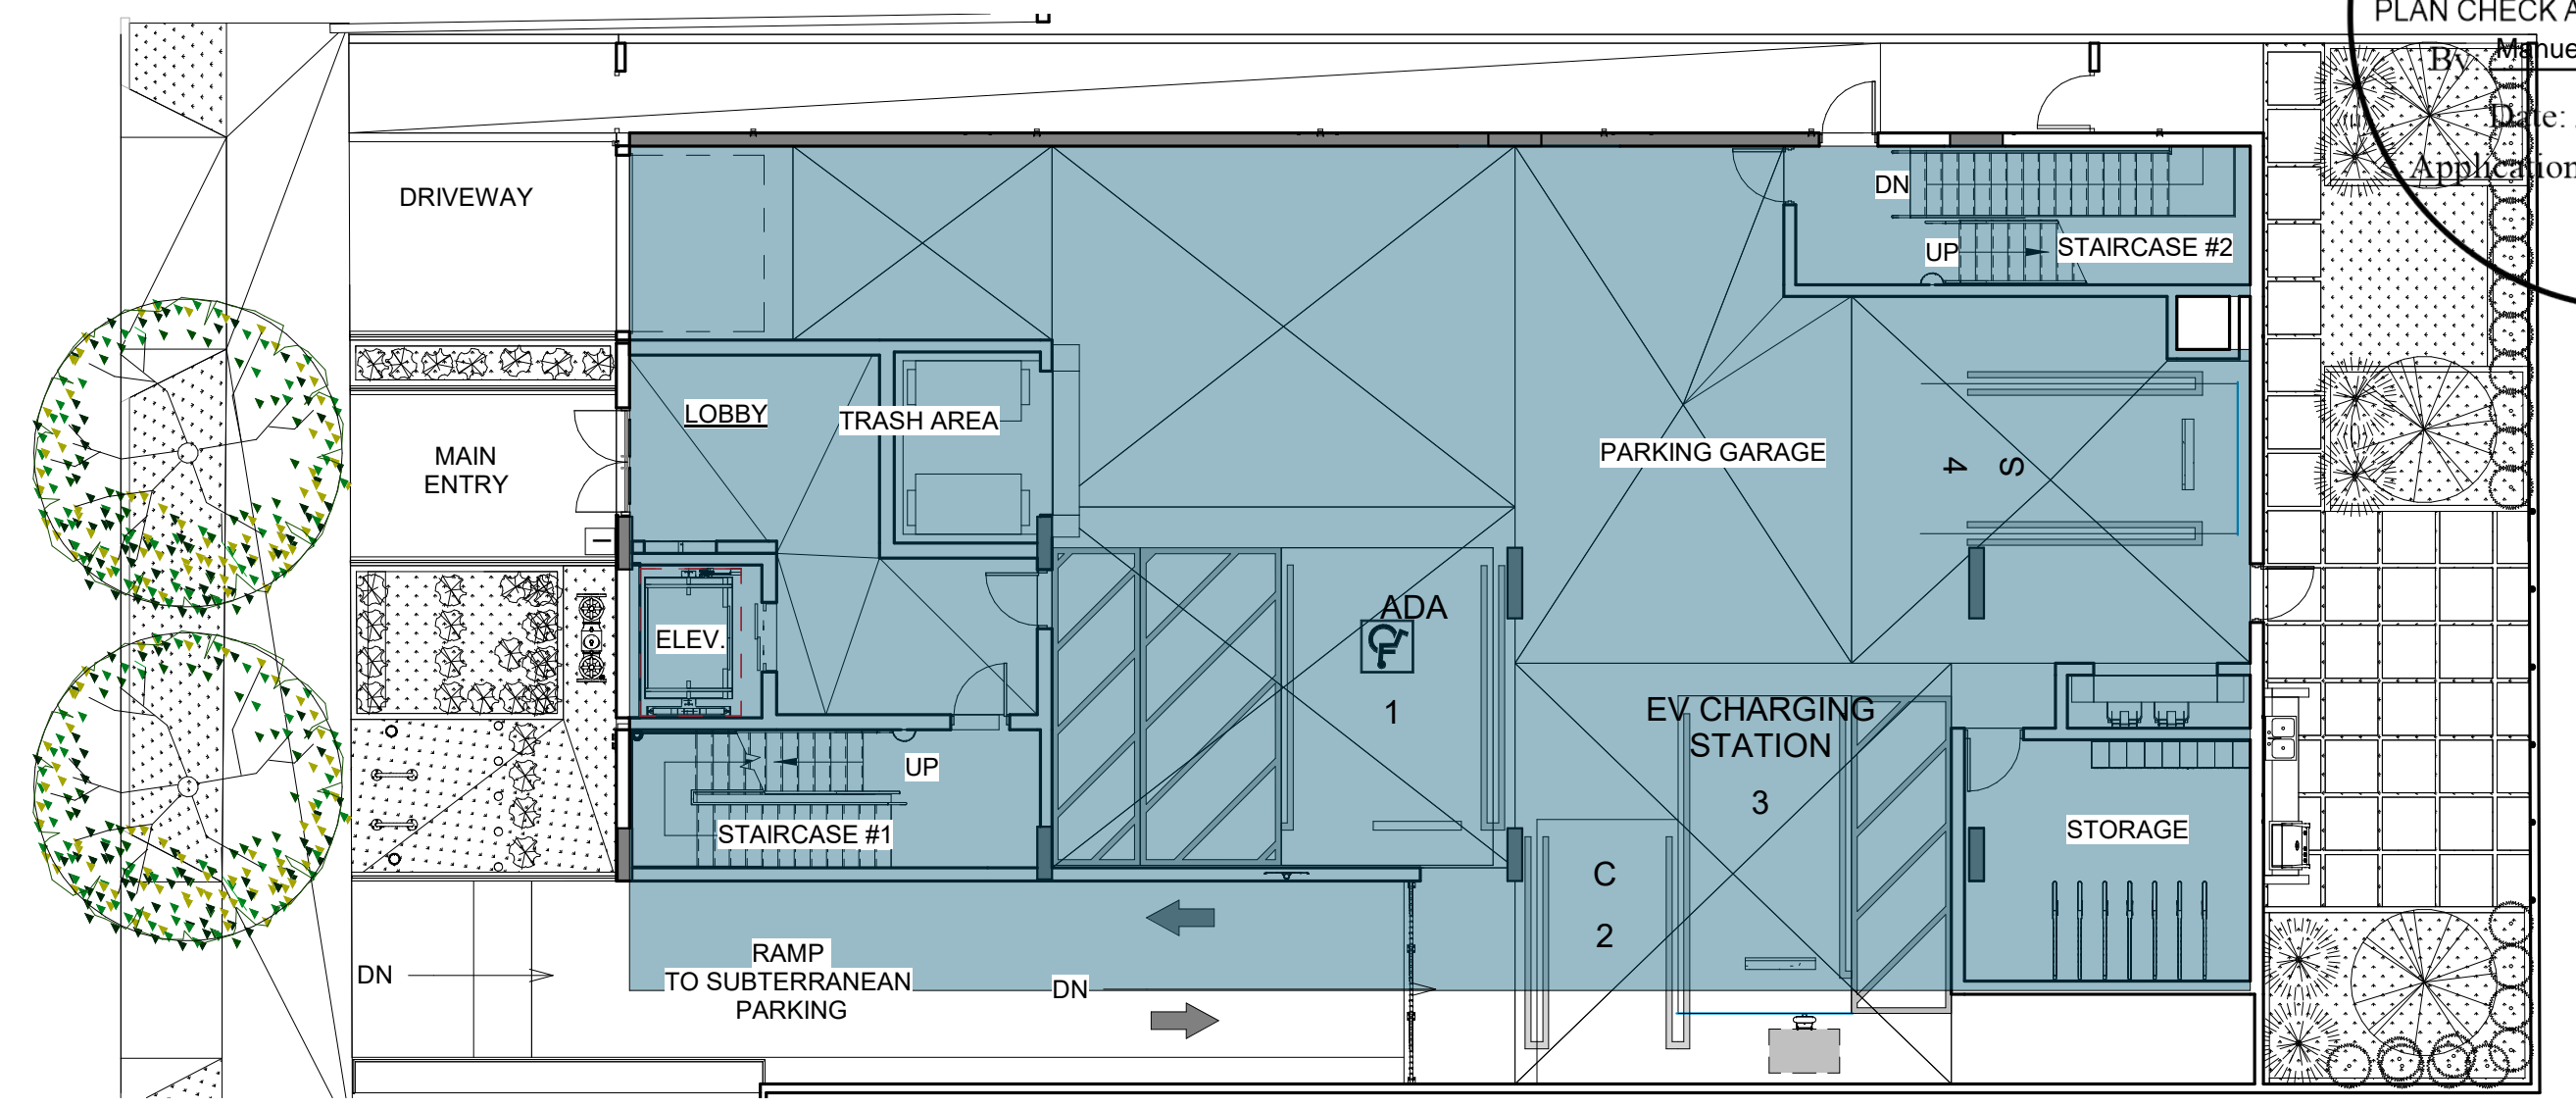 PLAN CHECK A
By
Manue
Date:
Application
DRIVEWAY
DN
UP
STAIRCASE #2
LOBBY
TRASH AREA
MAIN
ENTRY
PARKING GARAGE
4
S
ADA
1
ELEV.
EV CHARGING
STATION
3
UP
STAIRCASE #1
STORAGE
C
2
DN
RAMP
TO SUBTERRANEAN
PARKING
DN